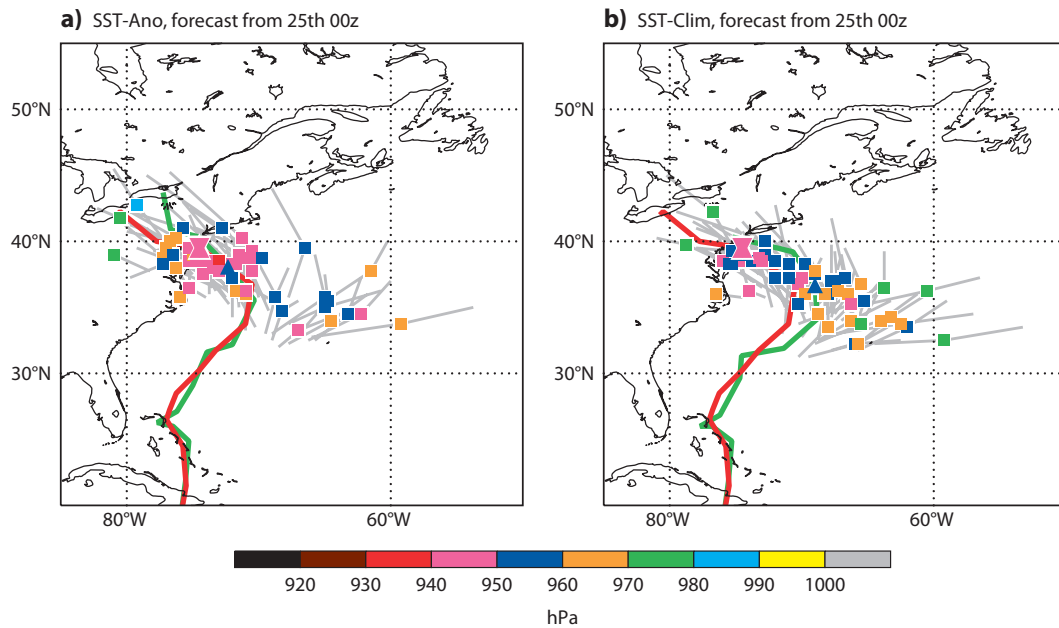 a) SST-Ano, forecast from 25th 00z
b) SST-Clim, forecast from 25th 00z
50°N
50°N
40°N
40°N
30°N
30°N
80°W 60°W
80°W 60°W
920 930 940 950 960 970 980 990 1000
hPa